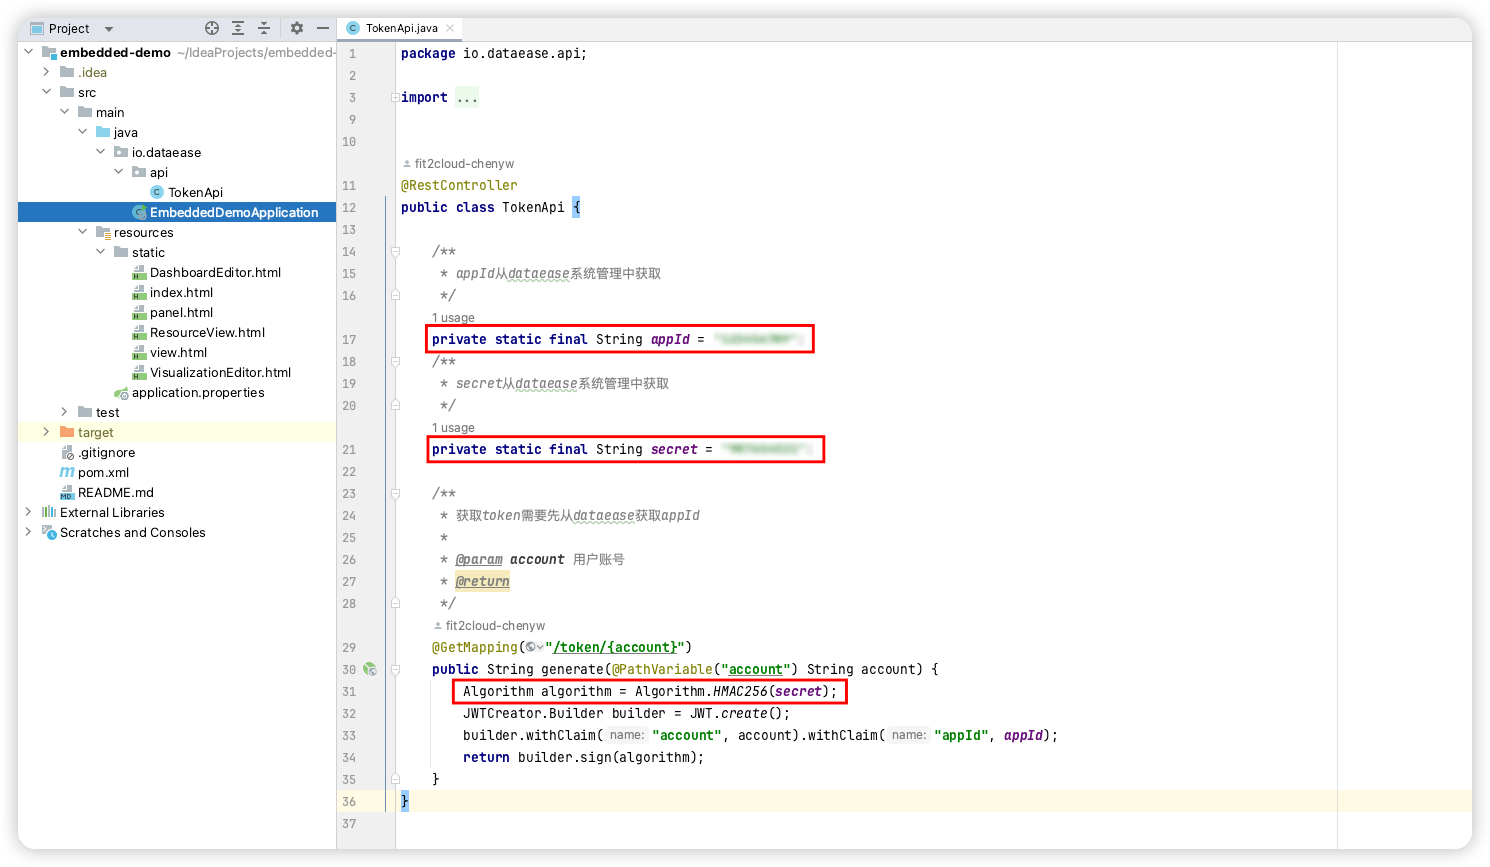 Project
TokenApi.java
embedded-demo ~/IdeaProjects/embedded-
.idea
src
main
java
io.dataease
api
TokenApi
EmbeddedDemoApplication
resources
static
DashboardEditor.html
index.html
panel.html
ResourceView.html
view.html
VisualizationEditor.html
application.properties
test
target
.gitignore
pom.xml
README.md
External Libraries
Scratches and Consoles
1 package io.dataease.api;
2
3 import ...
9
10
fit2cloud-chenyw
11 @RestController
12 public class TokenApi {
13
14 /**
15 * appId从dataease系统管理中获取
16 */
1 usage
17 private static final String appId =
18 /**
19 * secret从dataease系统管理中获取
20 */
1 usage
21 private static final String secret =
22
23 /**
24 * 获取token需要先从dataease获取appId
25 *
26 * @param account 用户账号
27 * @return
28 */
fit2cloud-chenyw
29 @GetMapping("/token/{account}")
30 public String generate(@PathVariable("account") String account) {
31 Algorithm algorithm = Algorithm.HMAC256(secret);
32 JWTCreator.Builder builder = JWT.create();
33 builder.withClaim( name: "account", account).withClaim( name: "appId", appId);
34 return builder.sign(algorithm);
35 }
36 }
37